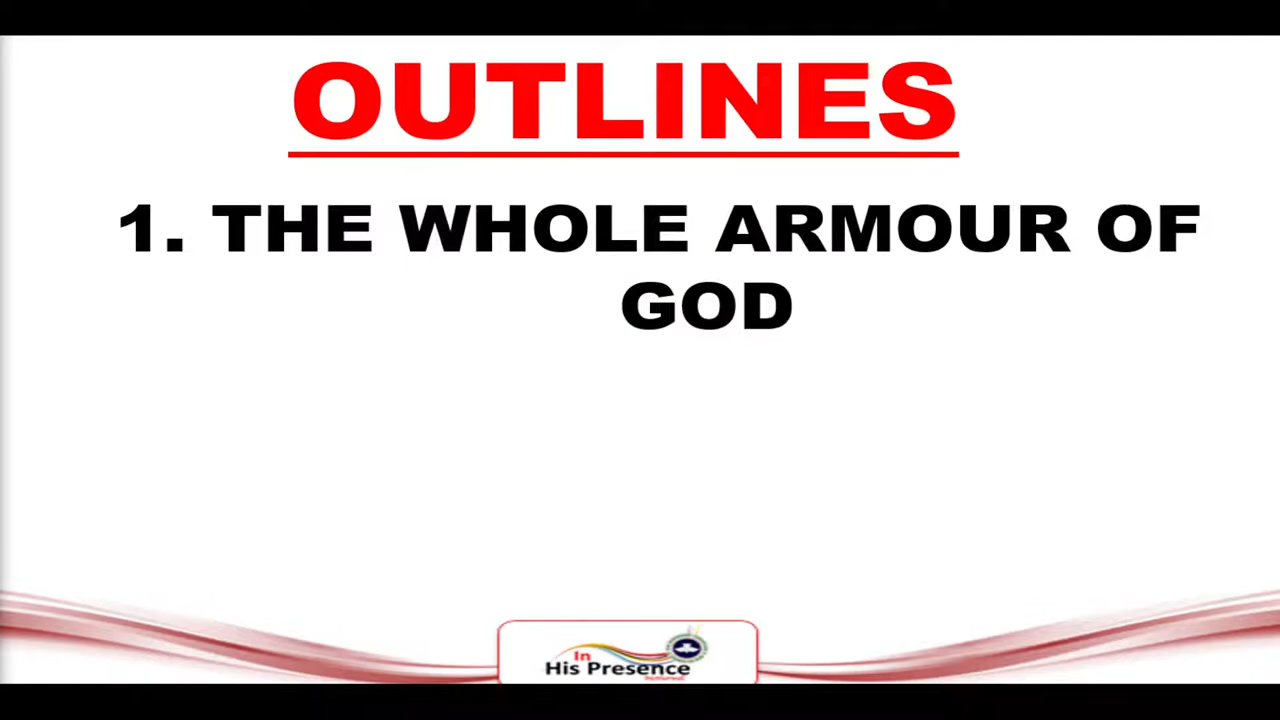 OUTLINES
1. THE WHOLE ARMOUR OF
GOD
In
His Presence